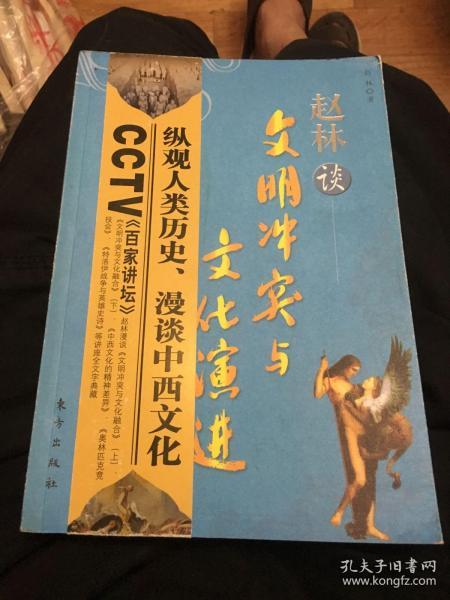 赵林◎著
赵林
谈
文明冲突与
文化演进
纵观人类历史、漫谈中西文化
CCTV《百家讲坛》
赵林漫谈《文明冲突与文化融合》（上）、
《文明冲突与文化融合》（下）、《中西文化的精神差异》、《奥林匹克竞
技会》、《特洛伊战争与英雄史诗》等讲座全文字典藏
东方出版社
孔夫子旧书网
www.kongfz.com